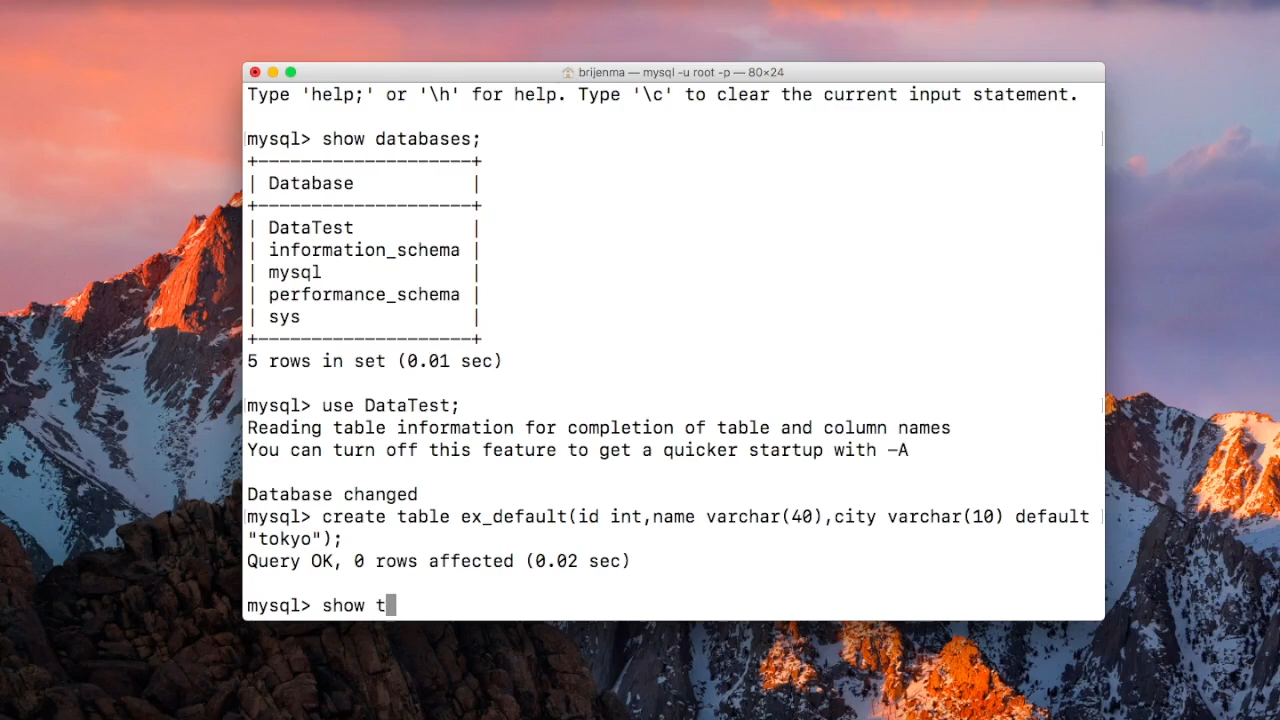 brijenma — mysql -u root -p — 80×24
Type 'help;' or '\h' for help. Type '\c' to clear the current input statement.
mysql> show databases;
+--------------------+
| Database           |
+--------------------+
| DataTest           |
| information_schema |
| mysql              |
| performance_schema |
| sys                |
+--------------------+
5 rows in set (0.01 sec)
mysql> use DataTest;
Reading table information for completion of table and column names
You can turn off this feature to get a quicker startup with -A
Database changed
mysql> create table ex_default(id int,name varchar(40),city varchar(10) default
"tokyo");
Query OK, 0 rows affected (0.02 sec)
mysql> show t